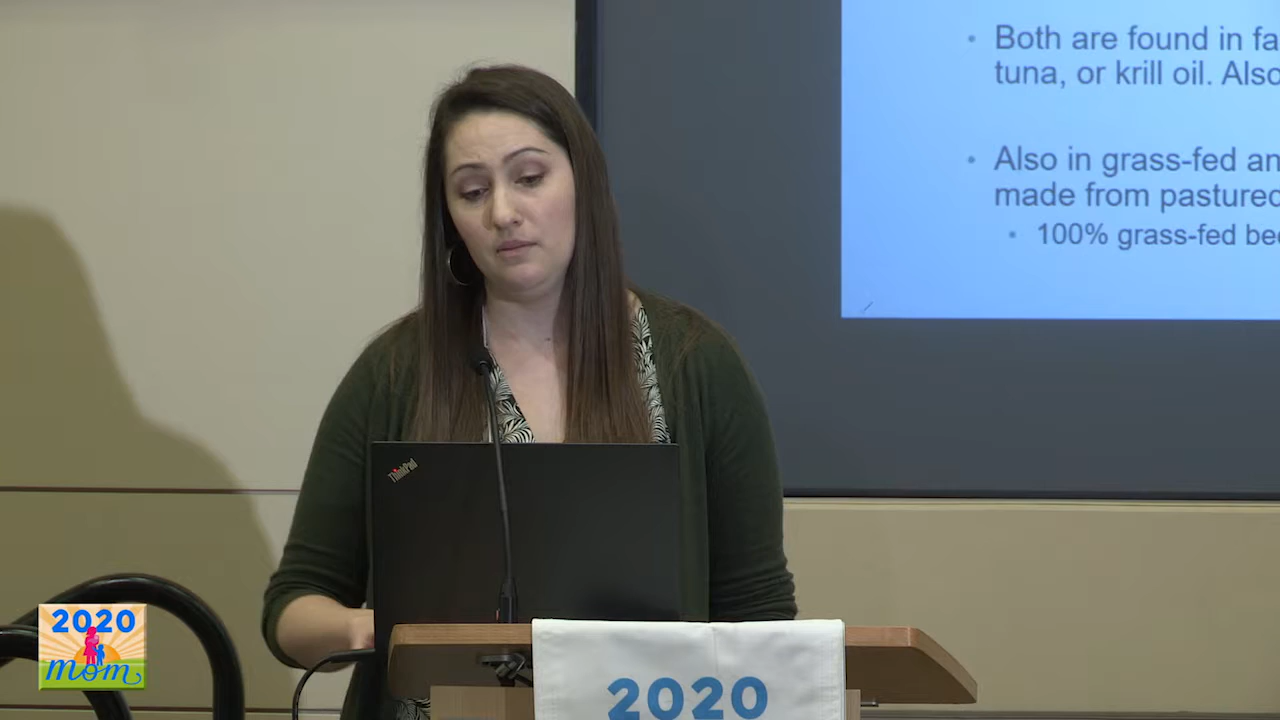 • Both are found in fa
tuna, or krill oil. Also
• Also in grass-fed an
made from pastured
• 100% grass-fed bee
ThinkPad
2020
mom
2020